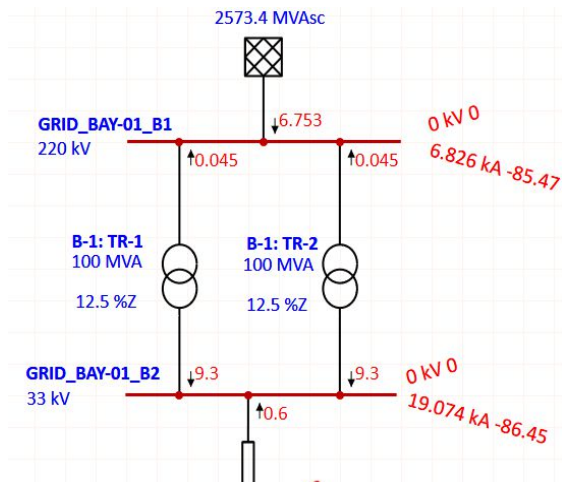 2573.4 MVAsc
6.753
GRID_BAY-01_B1
220 kV
0 kV 0
6.826 kA -85.47
0.045
0.045
B-1: TR-1
100 MVA
12.5 %Z
B-1: TR-2
100 MVA
12.5 %Z
GRID_BAY-01_B2
33 kV
9.3
9.3
0 kV 0
19.074 kA -86.45
0.6